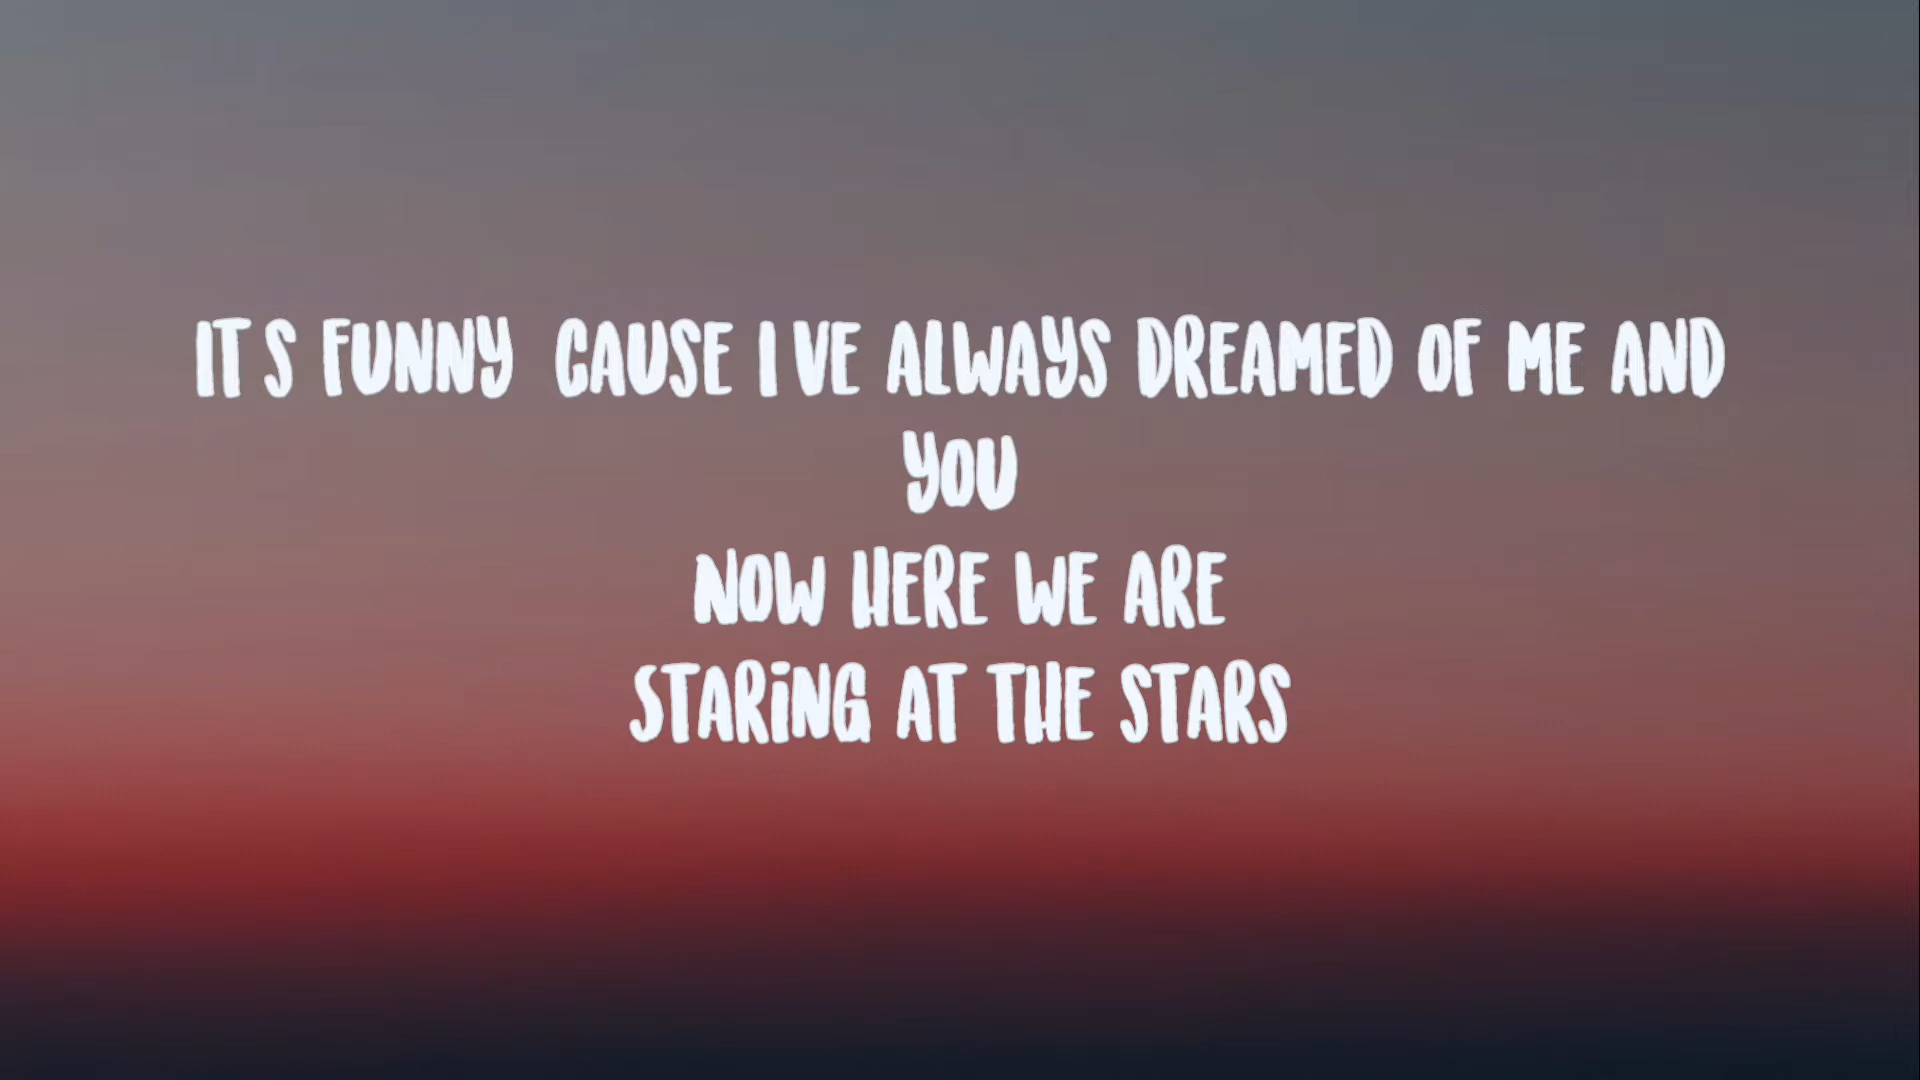 IT S FUNNY  CAUSE I VE ALWAYS DREAMED OF ME AND
YOU
NOW HERE WE ARE
STARING AT THE STARS